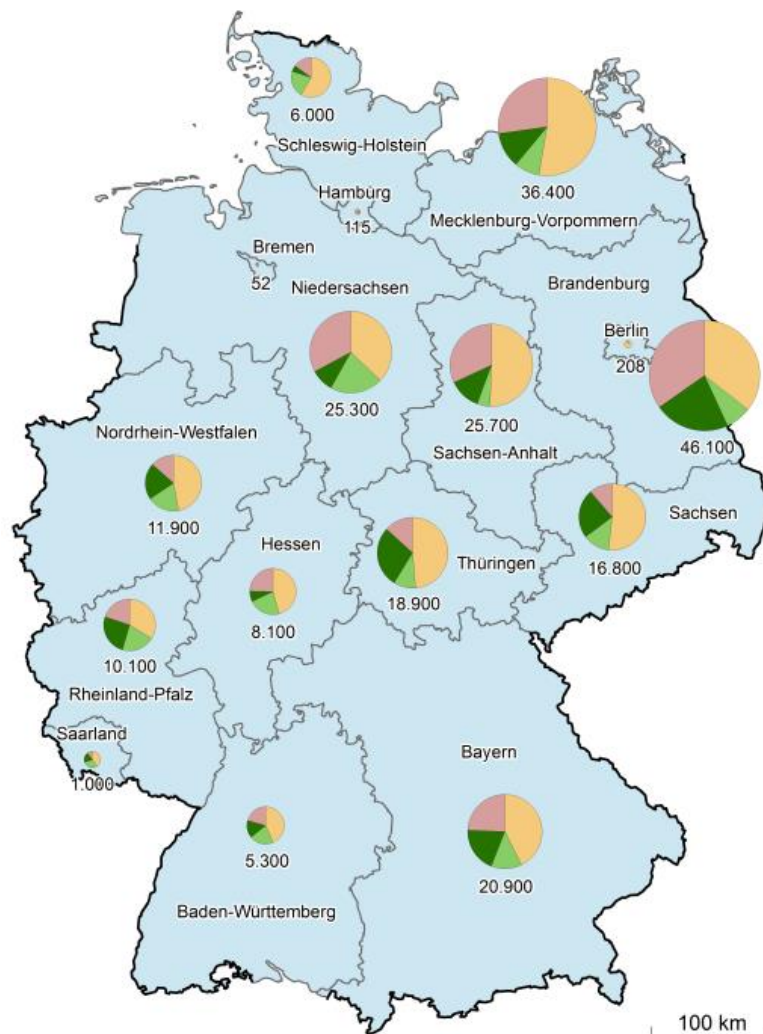 6.000
Schleswig-Holstein
36.400
Mecklenburg-Vorpommern
Hamburg
115
Bremen
52
Niedersachsen
25.300
Brandenburg
Berlin
208
46.100
25.700
Sachsen-Anhalt
Nordrhein-Westfalen
11.900
Hessen
8.100
Thüringen
18.900
Sachsen
16.800
10.100
Rheinland-Pfalz
Saarland
1.000
Bayern
20.900
5.300
Baden-Württemberg
100 km